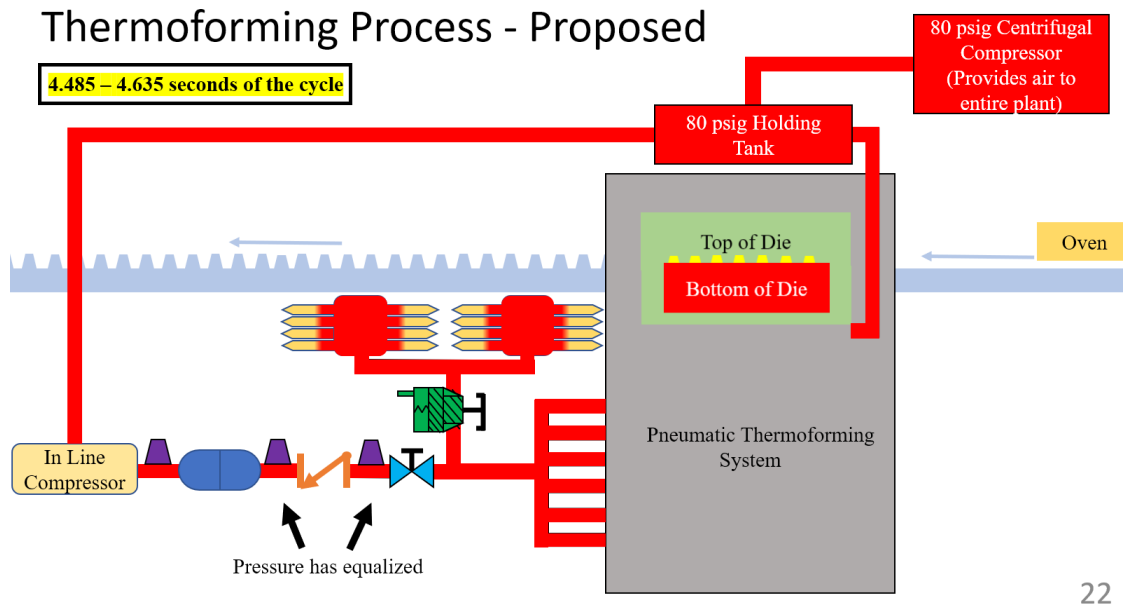 Thermoforming Process - Proposed
4.485 – 4.635 seconds of the cycle
80 psig Centrifugal
Compressor
(Provides air to
entire plant)
80 psig Holding
Tank
Oven
Top of Die
Bottom of Die
Pneumatic Thermoforming
System
In Line
Compressor
Pressure has equalized
22